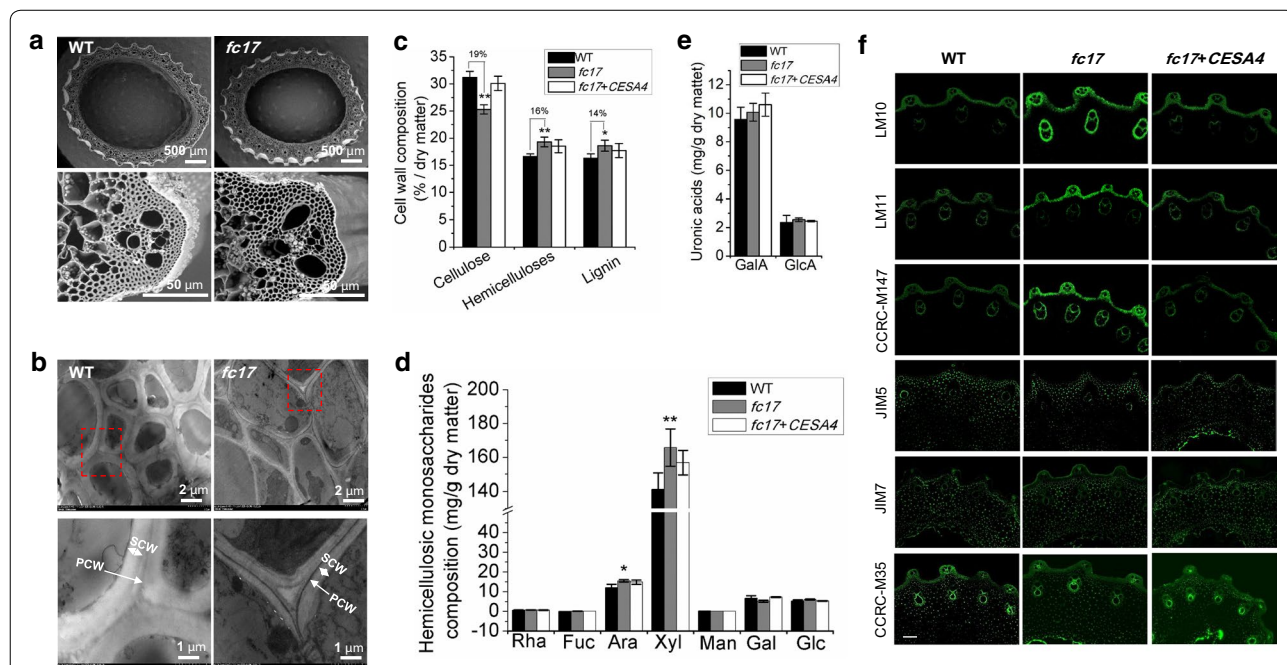 a
WT
fc17
500 µm
500 µm
50 µm
50 µm
b
WT
fc17
2 µm
2 µm
SCW
PCW
SCW
PCW
1 µm
1 µm
c
Cell wall composition
(% / dry matter)
40
35
30
25
20
15
10
5
0
19%
**
16%
**
14%
*
WT
fc17
fc17+CESA4
Cellulose
Hemicelluloses
Lignin
e
Uronic acids (mg/g dry mattet)
14
12
10
8
6
4
2
0
WT
fc17
fc17+CESA4
GalA GlcA
d
Hemicellulosic monosaccharides
composition (mg/g dry matter)
200
180
160
140
20
15
10
5
0
-10
*
**
WT
fc17
fc17+CESA4
Rha Fuc Ara Xyl Man Gal Glc
f
WT fc17 fc17+CESA4
LM10
LM11
CCRC-M147
JIM5
JIM7
CCRC-M35